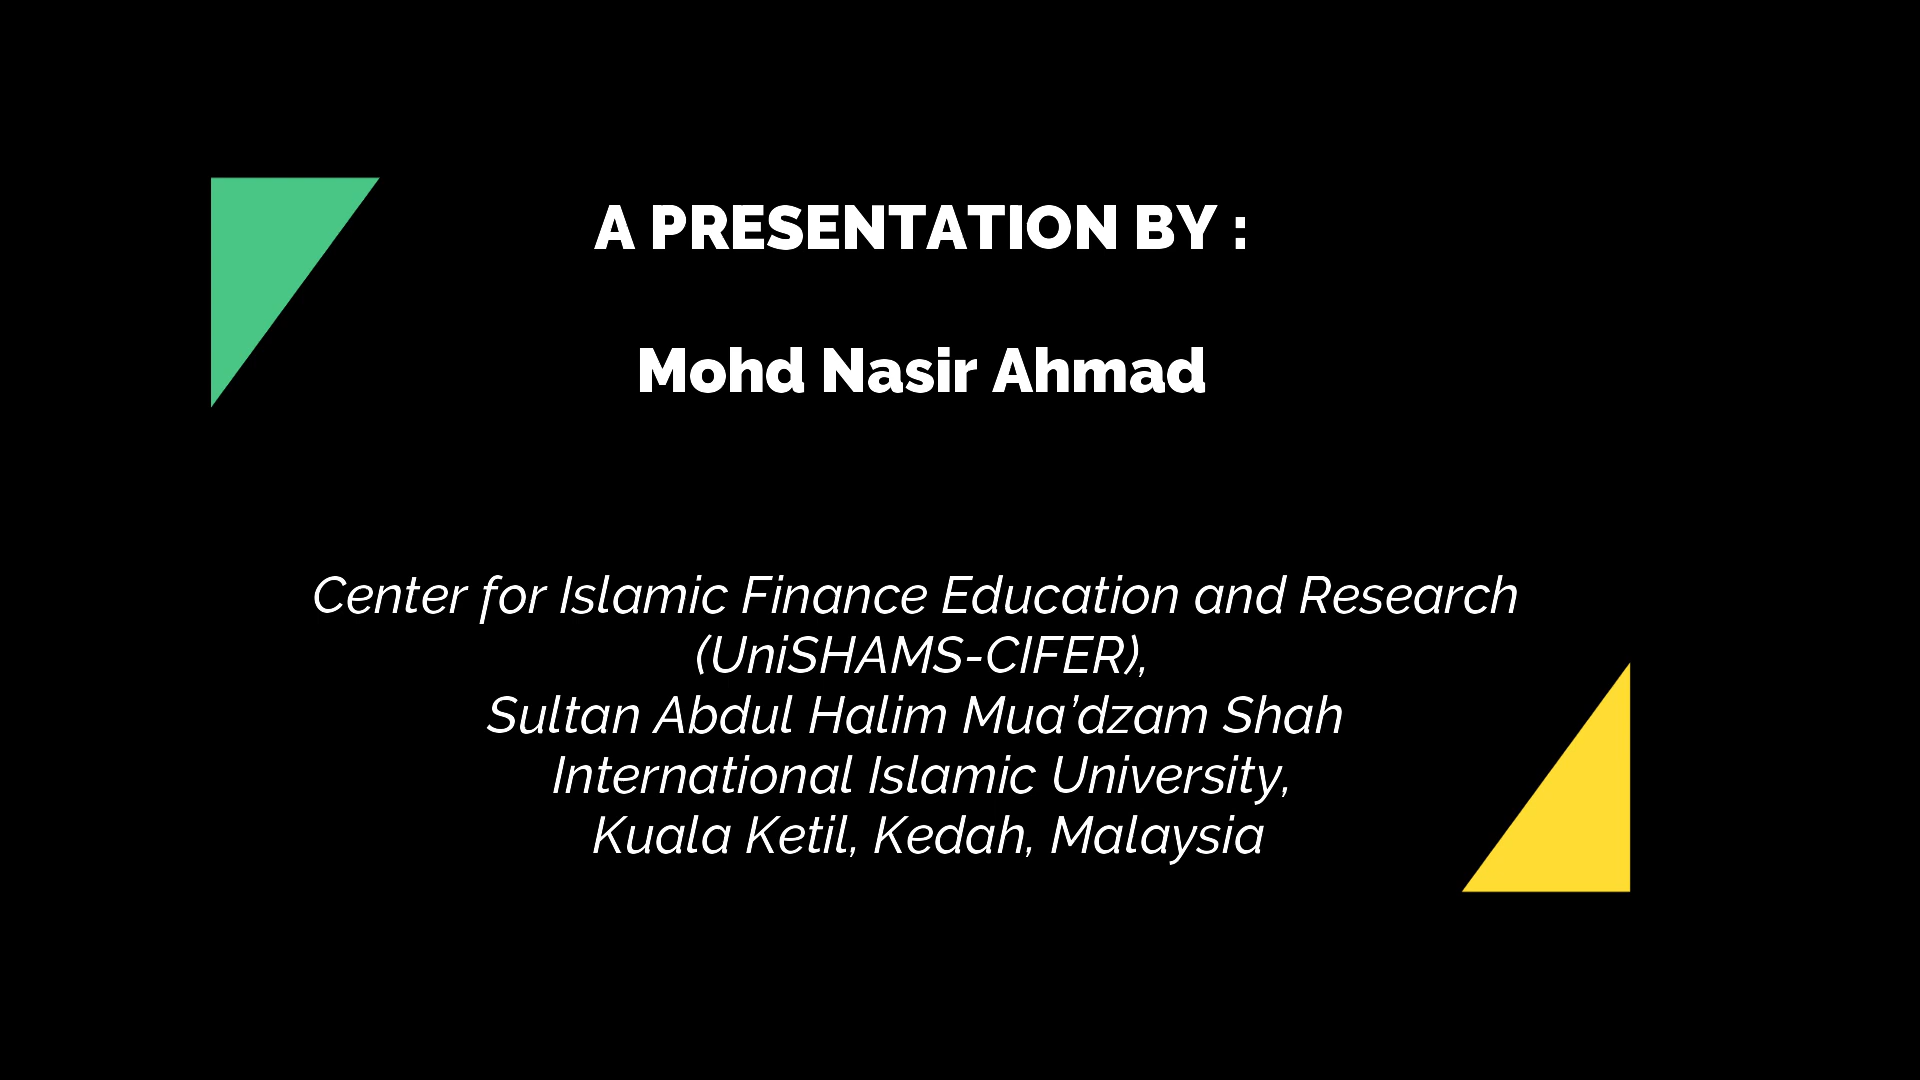 A PRESENTATION BY :
Mohd Nasir Ahmad
Center for Islamic Finance Education and Research
(UniSHAMS-CIFER),
Sultan Abdul Halim Mua’dzam Shah
International Islamic University,
Kuala Ketil, Kedah, Malaysia